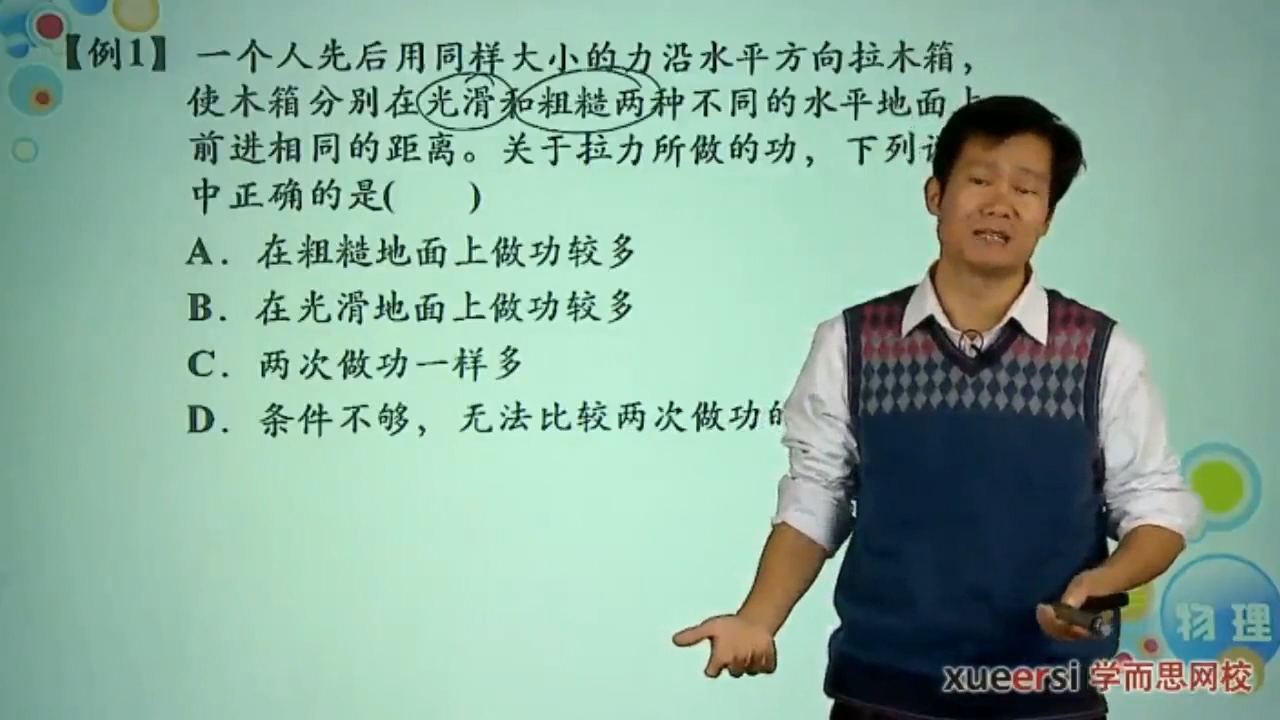 【例1】 一个人先后用同样大小的力沿水平方向拉木箱，
使木箱分别在光滑和粗糙两种不同的水平地面上
前进相同的距离。关于拉力所做的功，下列
中正确的是(　　)
A．在粗糙地面上做功较多
B．在光滑地面上做功较多
C．两次做功一样多
D．条件不够，无法比较两次做功的
物理
xueersi 学而思网校